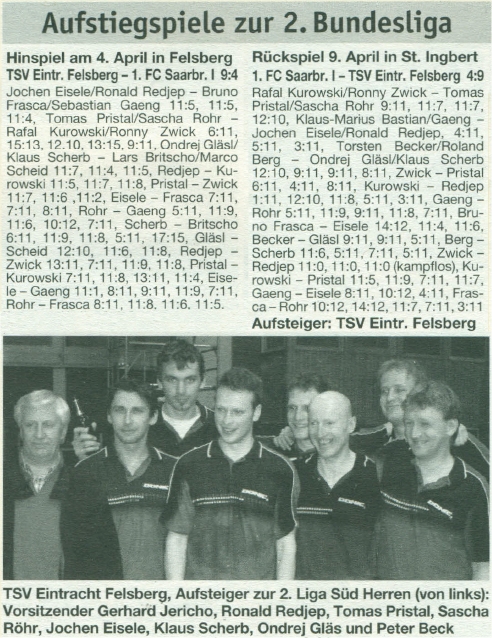 Aufstiegspiele zur 2. Bundesliga
Hinspiel am 4. April in Felsberg
TSV Eintr. Felsberg – 1. FC Saarbr. I 9:4
Jochen Eisele/Ronald Redjep – Bruno
Frasca/Sebastian Gaeng 11:5, 11:5,
11:4, Tomas Pristal/Sascha Rohr –
Rafal Kurowski/Ronny Zwick 6:11,
15:13, 12.10, 13:15, 9:11, Ondrej Gläsl/
Klaus Scherb – Lars Britscho/Marco
Scheid 11:7, 11:4, 11:5, Redjep – Ku-
rowski 11:5, 11:7, 11:8, Pristal – Zwick
11:7, 11:6 ,11:2, Eisele – Frasca 7:11,
7:11, 8:11, Rohr – Gaeng 5:11, 11:9,
11:6, 10:12, 7:11, Scherb – Britscho
6:11, 11:9, 11:8, 5:11, 17:15, Gläsl –
Scheid 12:10, 11:6, 11:8, Redjep –
Zwick 13:11, 7:11, 11:9, 11:8, Pristal –
Kurowski 7:11, 11:8, 13:11, 11:4, Eise-
le – Gaeng 11:1, 8:11, 9:11, 11:9, 7:11,
Rohr – Frasca 8:11, 11:8, 11:6, 11:5.
Rückspiel 9. April in St. Ingbert
1. FC Saarbr. I – TSV Eintr. Felsberg 4:9
Rafal Kurowski/Ronny Zwick – Tomas
Pristal/Sascha Rohr 9:11, 11:7, 11:7,
12:10, Klaus-Marius Bastian/Gaeng –
Jochen Eisele/Ronald Redjep, 4:11,
5:11, 3:11, Torsten Becker/Roland
Berg – Ondrej Gläsl/Klaus Scherb
12:10, 9:11, 9:11, 8:11, Zwick – Pristal
6:11, 4:11, 8:11, Kurowski – Redjep
1:11, 12:10, 11:8, 5:11, 3:11, Gaeng –
Rohr 5:11, 11:9, 9:11, 11:8, 7:11, Bru-
no Frasca – Eisele 14:12, 11:4, 11:6,
Becker – Gläsl 9:11, 9:11, 5:11, Berg –
Scherb 11:6, 5:11, 7:11, 5:11, Zwick –
Redjep 11:0, 11:0, 11:0 (kampflos), Ku-
rowski – Pristal 11:5, 11:9, 7:11, 11:7,
Gaeng – Eisele 8:11, 10:12, 4:11, Fras-
ca – Rohr 10:12, 14:12, 11:7, 7:11, 3:11
Aufsteiger: TSV Eintr. Felsberg
DONIC
TSV Eintracht Felsberg, Aufsteiger zur 2. Liga Süd Herren (von links):
Vorsitzender Gerhard Jericho, Ronald Redjep, Tomas Pristal, Sascha
Röhr, Jochen Eisele, Klaus Scherb, Ondrej Gläs und Peter Beck